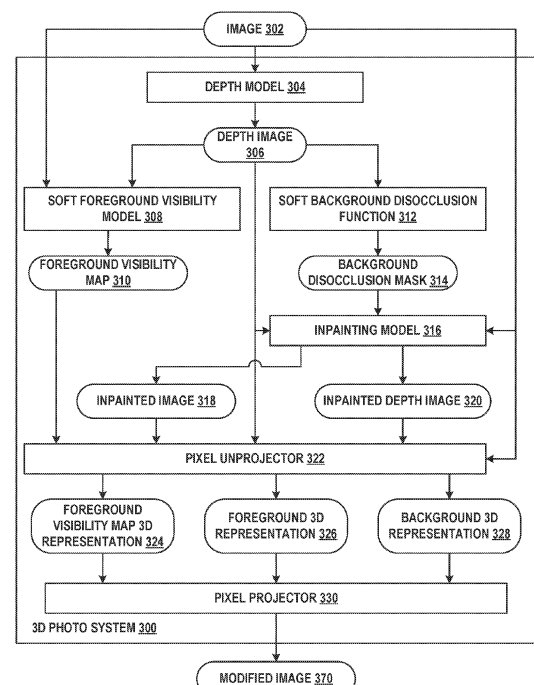 IMAGE 302
DEPTH MODEL 304
DEPTH IMAGE
306
SOFT FOREGROUND VISIBILITY
MODEL 308
SOFT BACKGROUND DISOCCLUSION
FUNCTION 312
FOREGROUND VISIBILITY
MAP 310
BACKGROUND
DISOCCLUSION MASK 314
INPAINTING MODEL 316
INPAINTED IMAGE 318
INPAINTED DEPTH IMAGE 320
PIXEL UNPROJECTOR 322
FOREGROUND
VISIBILITY MAP 3D
REPRESENTATION 324
FOREGROUND 3D
REPRESENTATION 326
BACKGROUND 3D
REPRESENTATION 328
PIXEL PROJECTOR 330
3D PHOTO SYSTEM 300
MODIFIED IMAGE 370